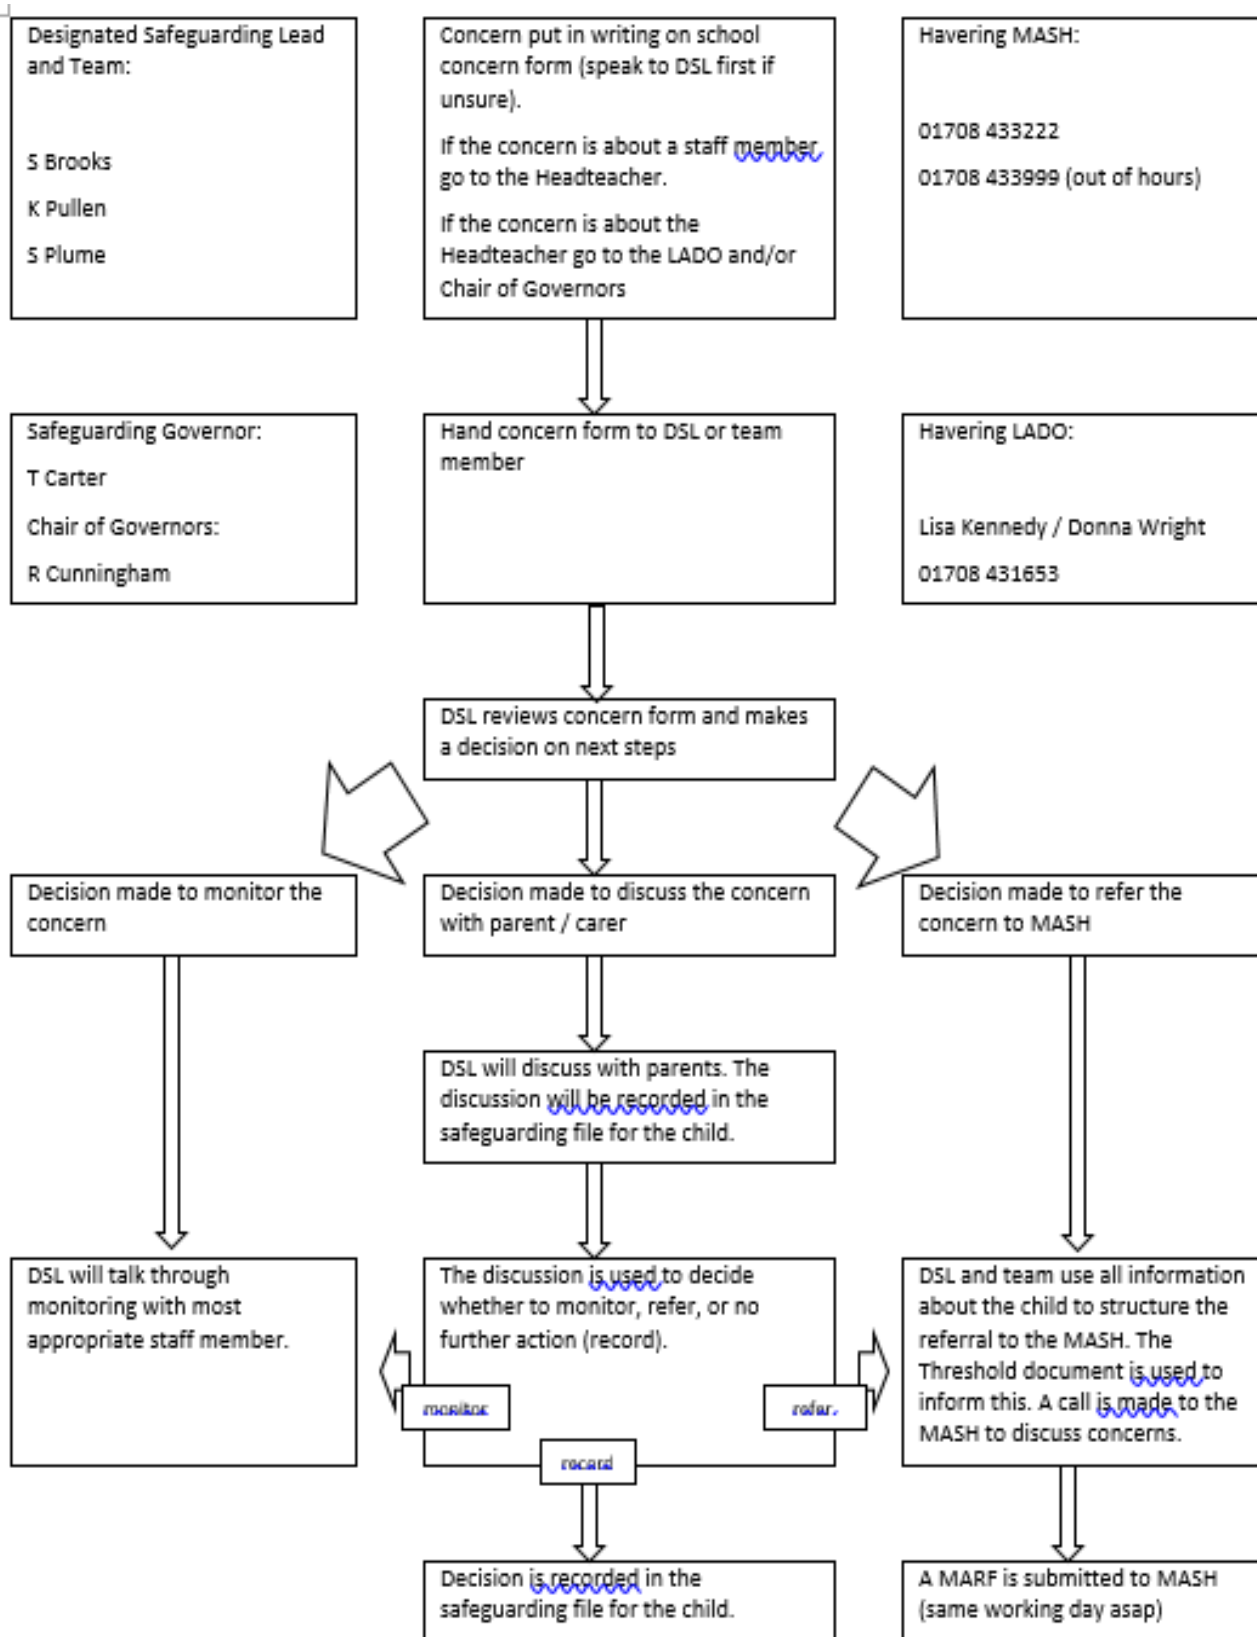 Designated Safeguarding Lead
and Team:
S Brooks
K Pullen
S Plume
Concern put in writing on school
concern form (speak to DSL first if
unsure).
If the concern is about a staff member
go to the Headteacher.
If the concern is about the
Headteacher go to the LADO and/or
Chair of Governors
Havering MASH:
01708 433222
01708 433999 (out of hours)
Safeguarding Governor:
T Carter
Chair of Governors:
R Cunningham
Hand concern form to DSL or team
member
Havering LADO:
Lisa Kennedy / Donna Wright
01708 431653
DSL reviews concern form and makes
a decision on next steps
Decision made to monitor the
concern
Decision made to discuss the concern
with parent / carer
Decision made to refer the
concern to MASH
DSL will discuss with parents. The
discussion will be recorded in the
safeguarding file for the child.
DSL will talk through
monitoring with most
appropriate staff member.
The discussion is used to decide
whether to monitor, refer, or no
further action (record).
monitor
refer
record
DSL and team use all information
about the child to structure the
referral to the MASH. The
Threshold document is used to
inform this. A call is made to the
MASH to discuss concerns.
Decision is recorded in the
safeguarding file for the child.
A MARF is submitted to MASH
(same working day asap)